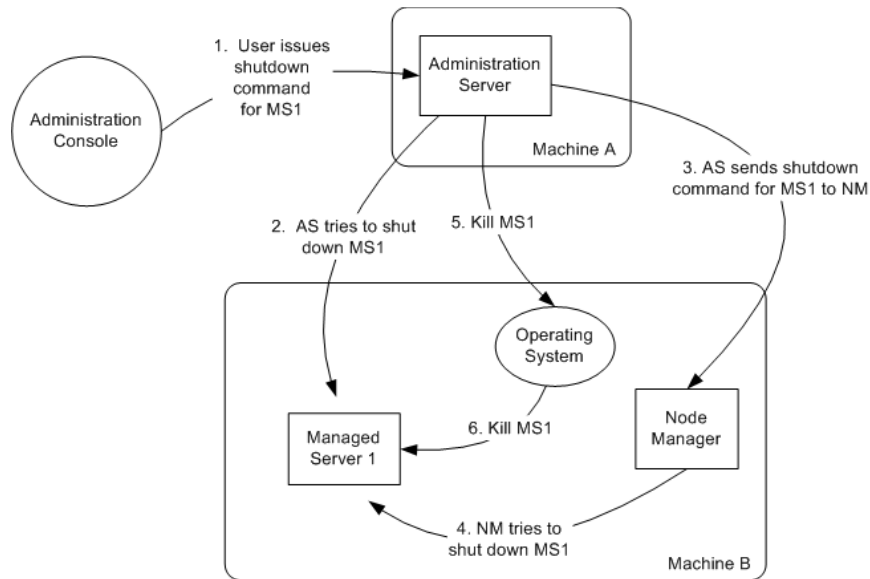 1. User issues
shutdown
command
for MS1
Administration
Server
Administration
Console
Machine A
3. AS sends shutdown
command for MS1 to NM
2. AS tries to shut
down MS1
5. Kill MS1
Operating
System
Managed
Server 1
6. Kill MS1
Node
Manager
4. NM tries to
shut down MS1
Machine B